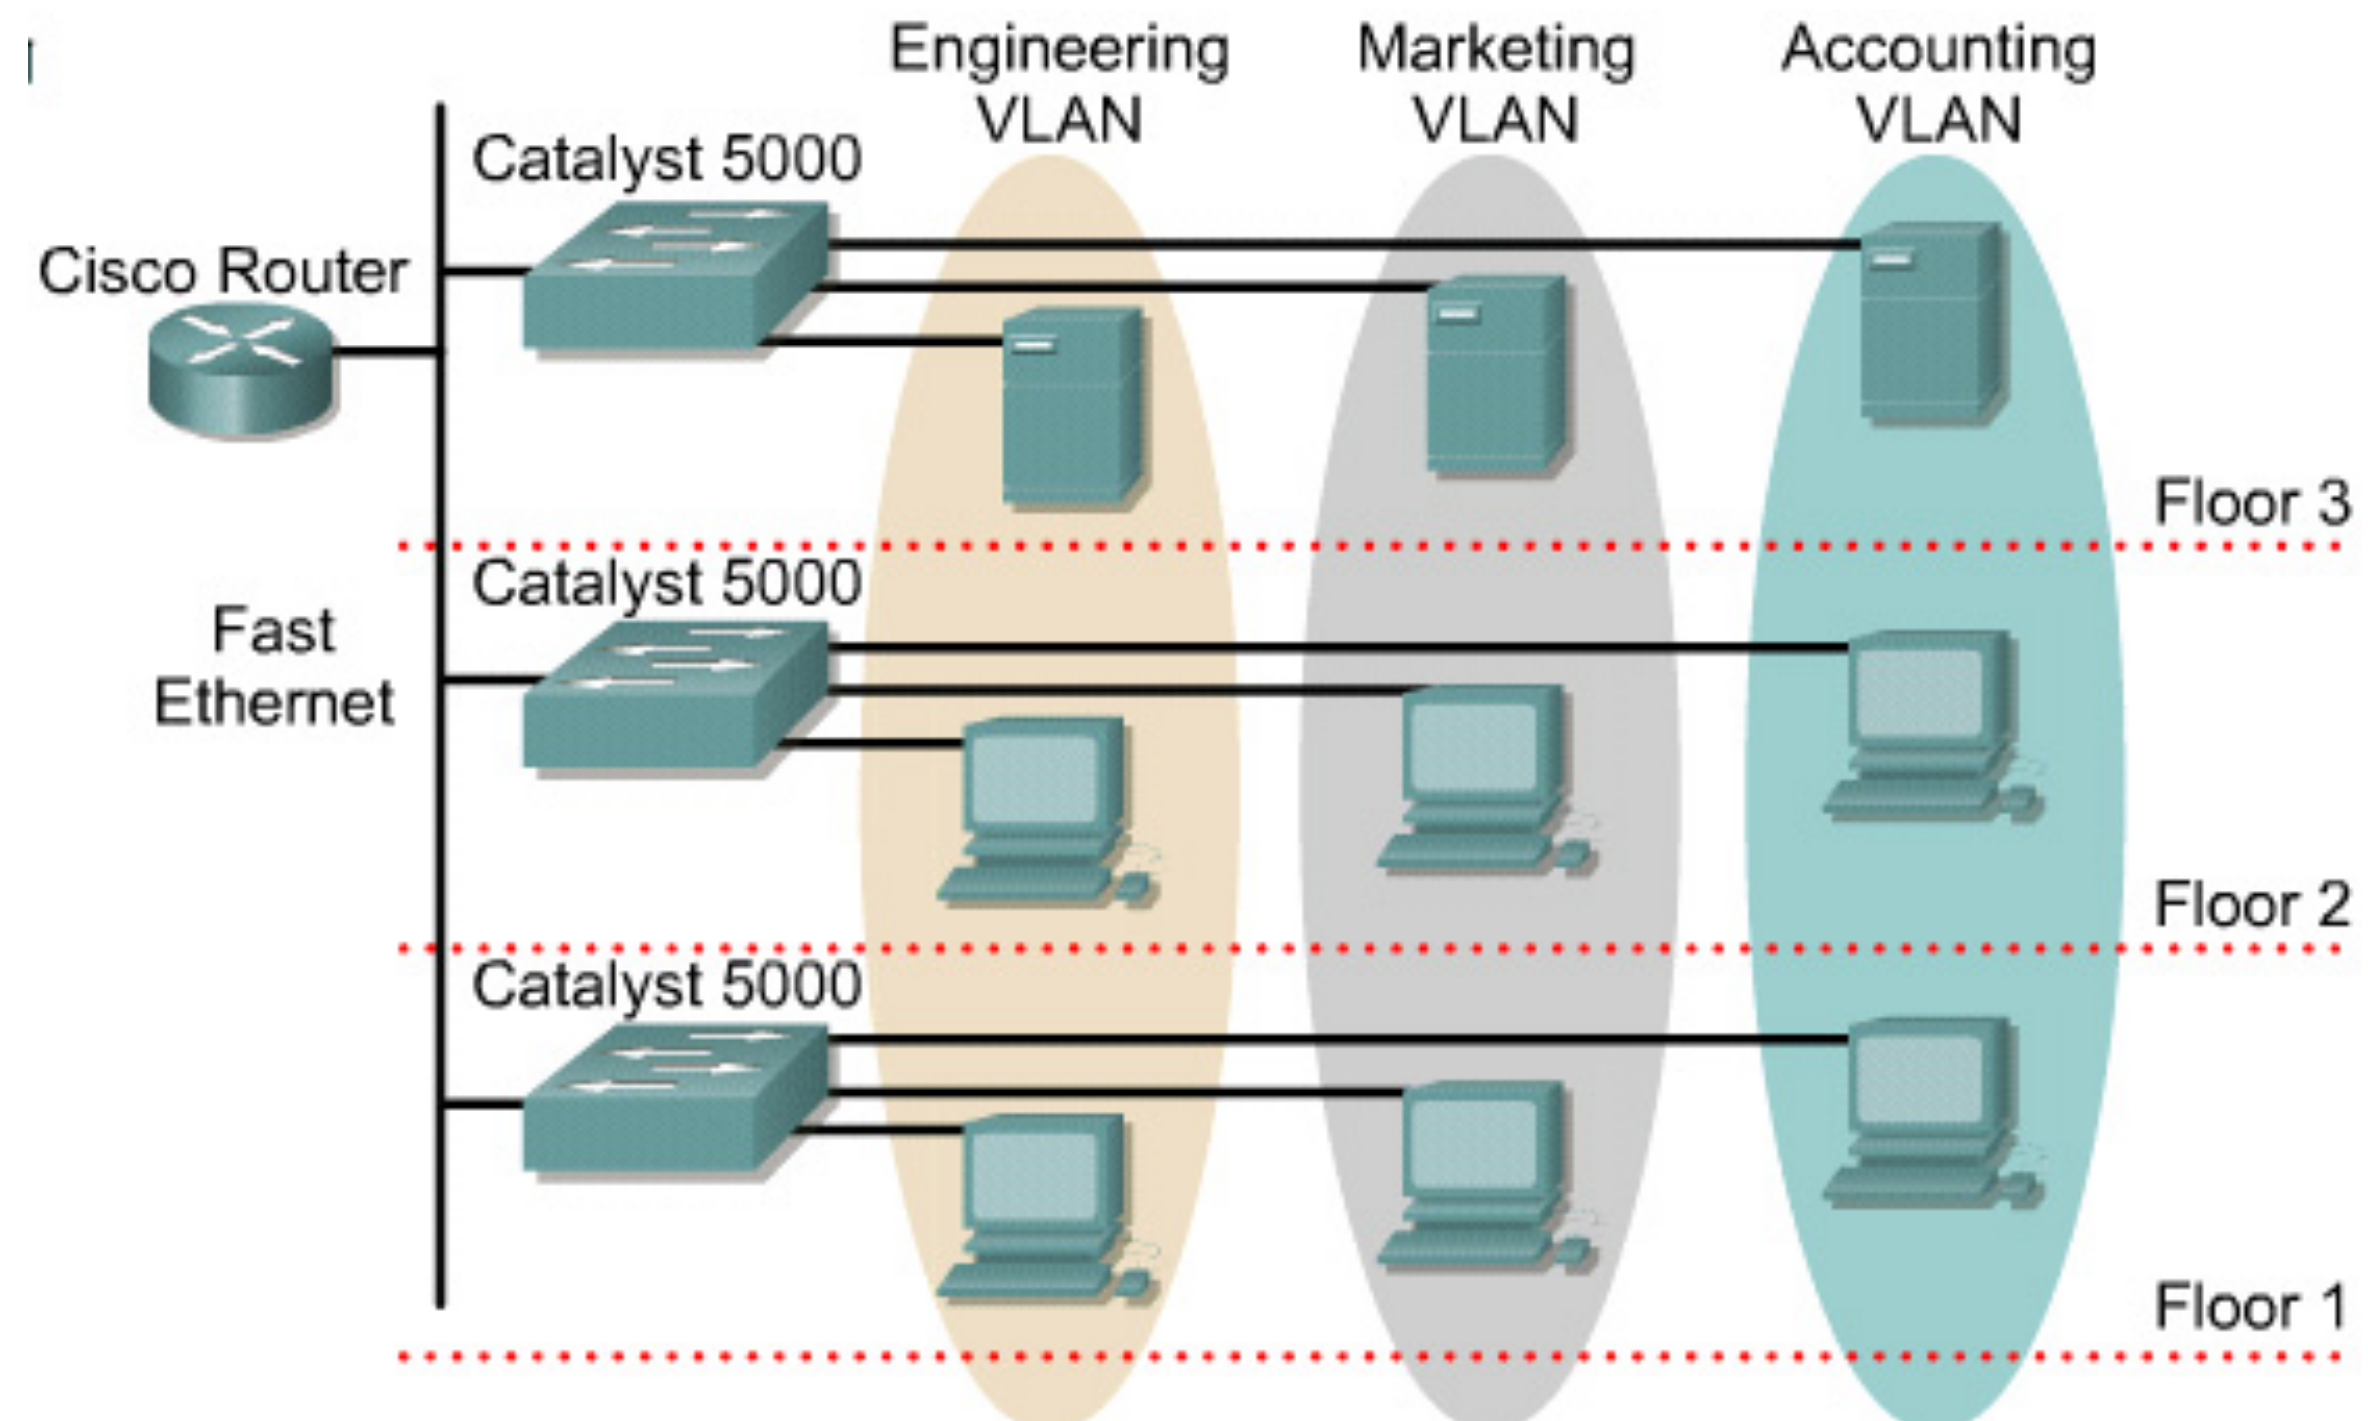 Engineering
VLAN
Marketing
VLAN
Accounting
VLAN
Catalyst 5000
Cisco Router
Floor 3
Catalyst 5000
Fast
Ethernet
Floor 2
Catalyst 5000
Floor 1